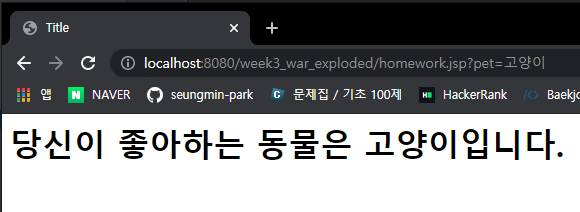 Title
localhost:8080/week3_war_exploded/homework.jsp?pet=고양이
앱 NAVER seungmin-park 문제집 / 기초 100제 HackerRank Baekjo
당신이 좋아하는 동물은 고양이입니다.